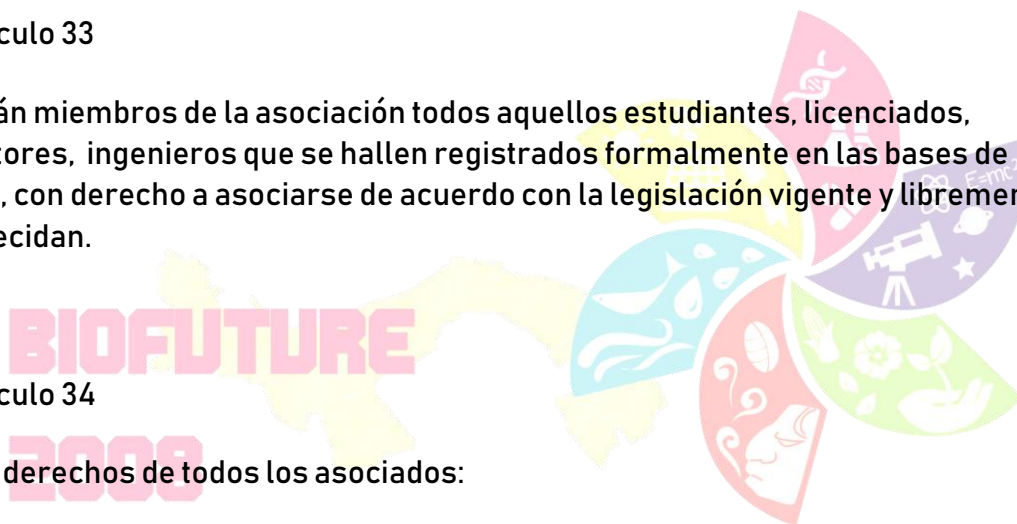 culo 33
án miembros de la asociación todos aquellos estudiantes, licenciados,
tores, ingenieros que se hallen registrados formalmente en las bases de
, con derecho a asociarse de acuerdo con la legislación vigente y libremen
ecidan.
BIOFUTURE
culo 34
2008
derechos de todos los asociados:
E=mc²